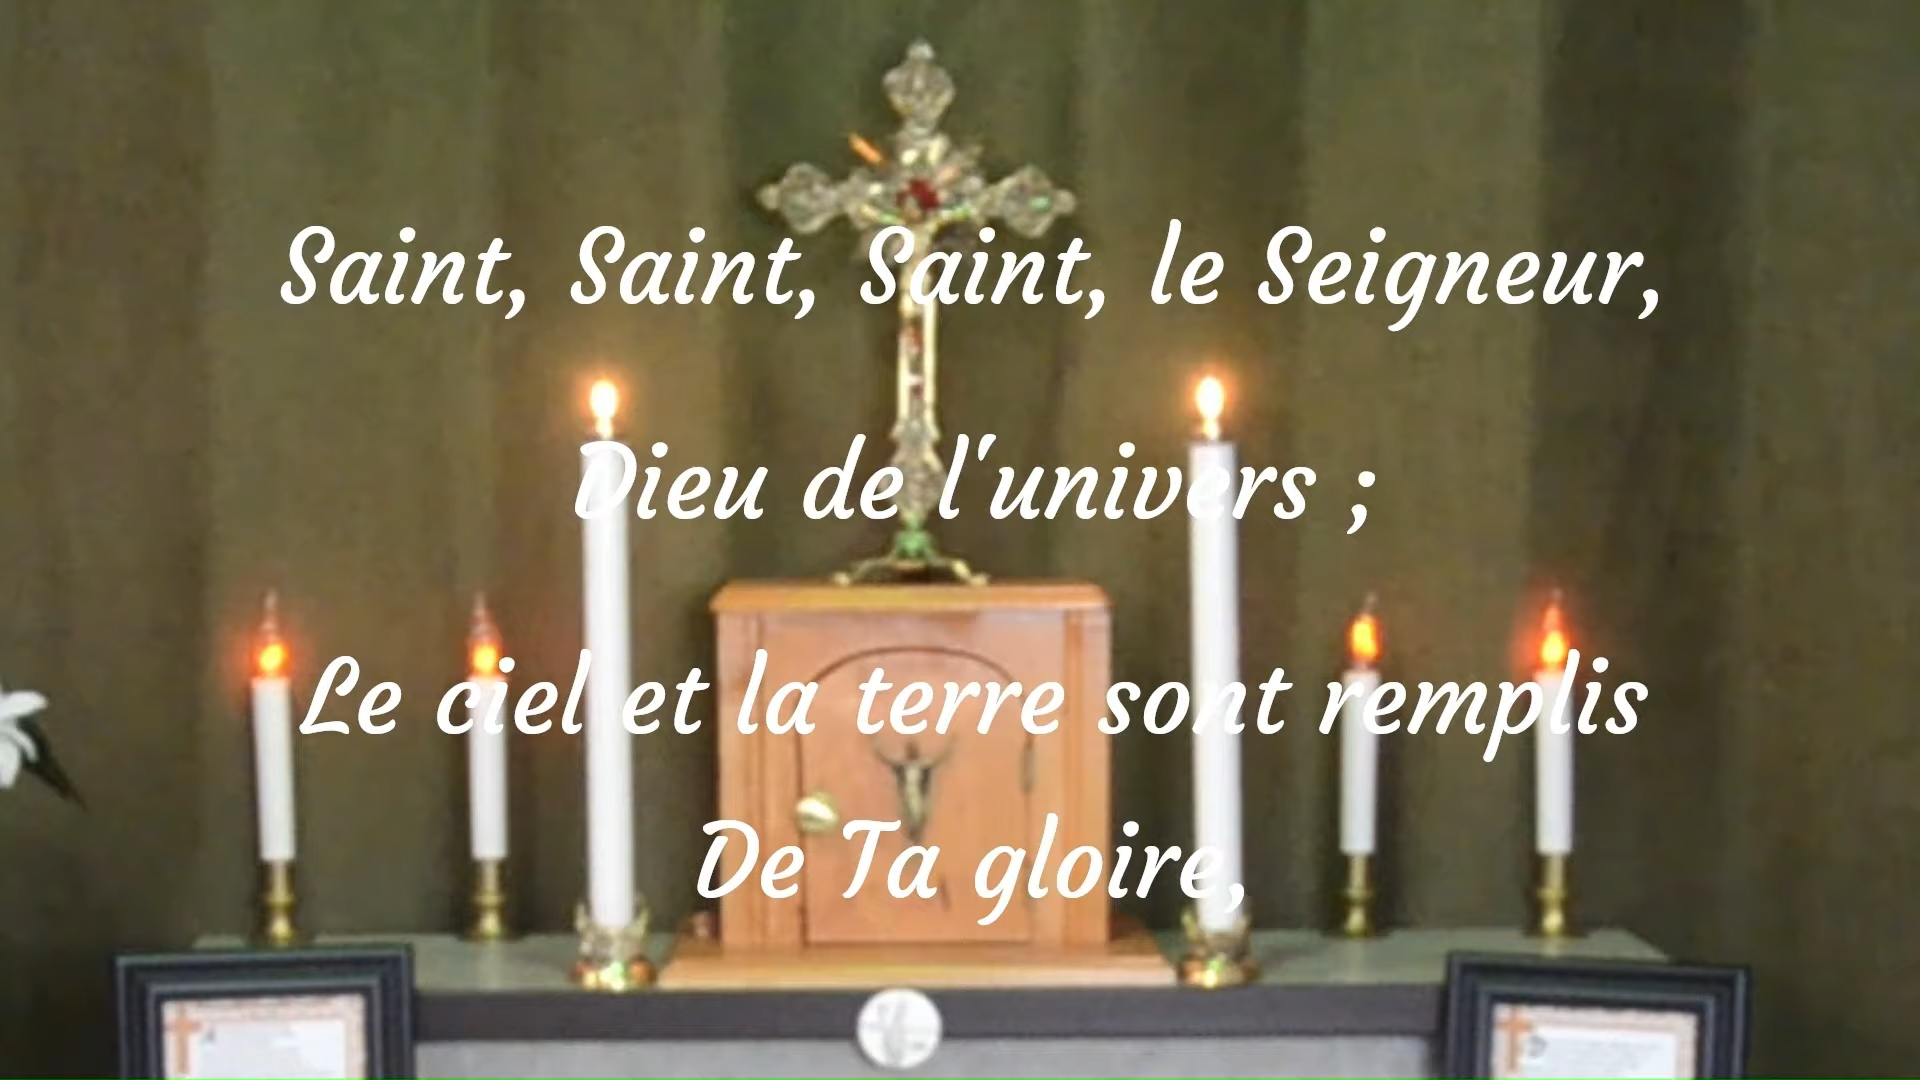 Saint, Saint, Saint, le Seigneur,
Dieu de l'univers ;
Le ciel et la terre sont remplis
De Ta gloire,